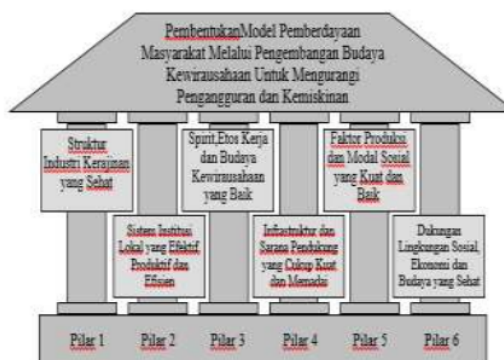 PembentukanModel Pemberdayaan
Masyarakat Melalui Pengembangan Budaya
Kewirausahaan Untuk Mengurangi
Pengangguran dan Kemiskinan
Struktur
Industri Kerajinan
yang Sehat
Spirit,Etos Kerja
dan Budaya
Kewirausahaan
yang Baik
Faktor Produksi
dan Modal Sosial
yang Kuat dan
Baik
Sistem Institusi
Lokal yang Efektif,
Produktif dan
Efisien
Infrastruktur dan
Sarana Pendukung
yang Cukup Kuat
dan Memadai
Dukungan
Lingkungan Sosial,
Ekonomi dan
Budaya yang Sehat
Pilar 1 Pilar 2 Pilar 3 Pilar 4 Pilar 5 Pilar 6